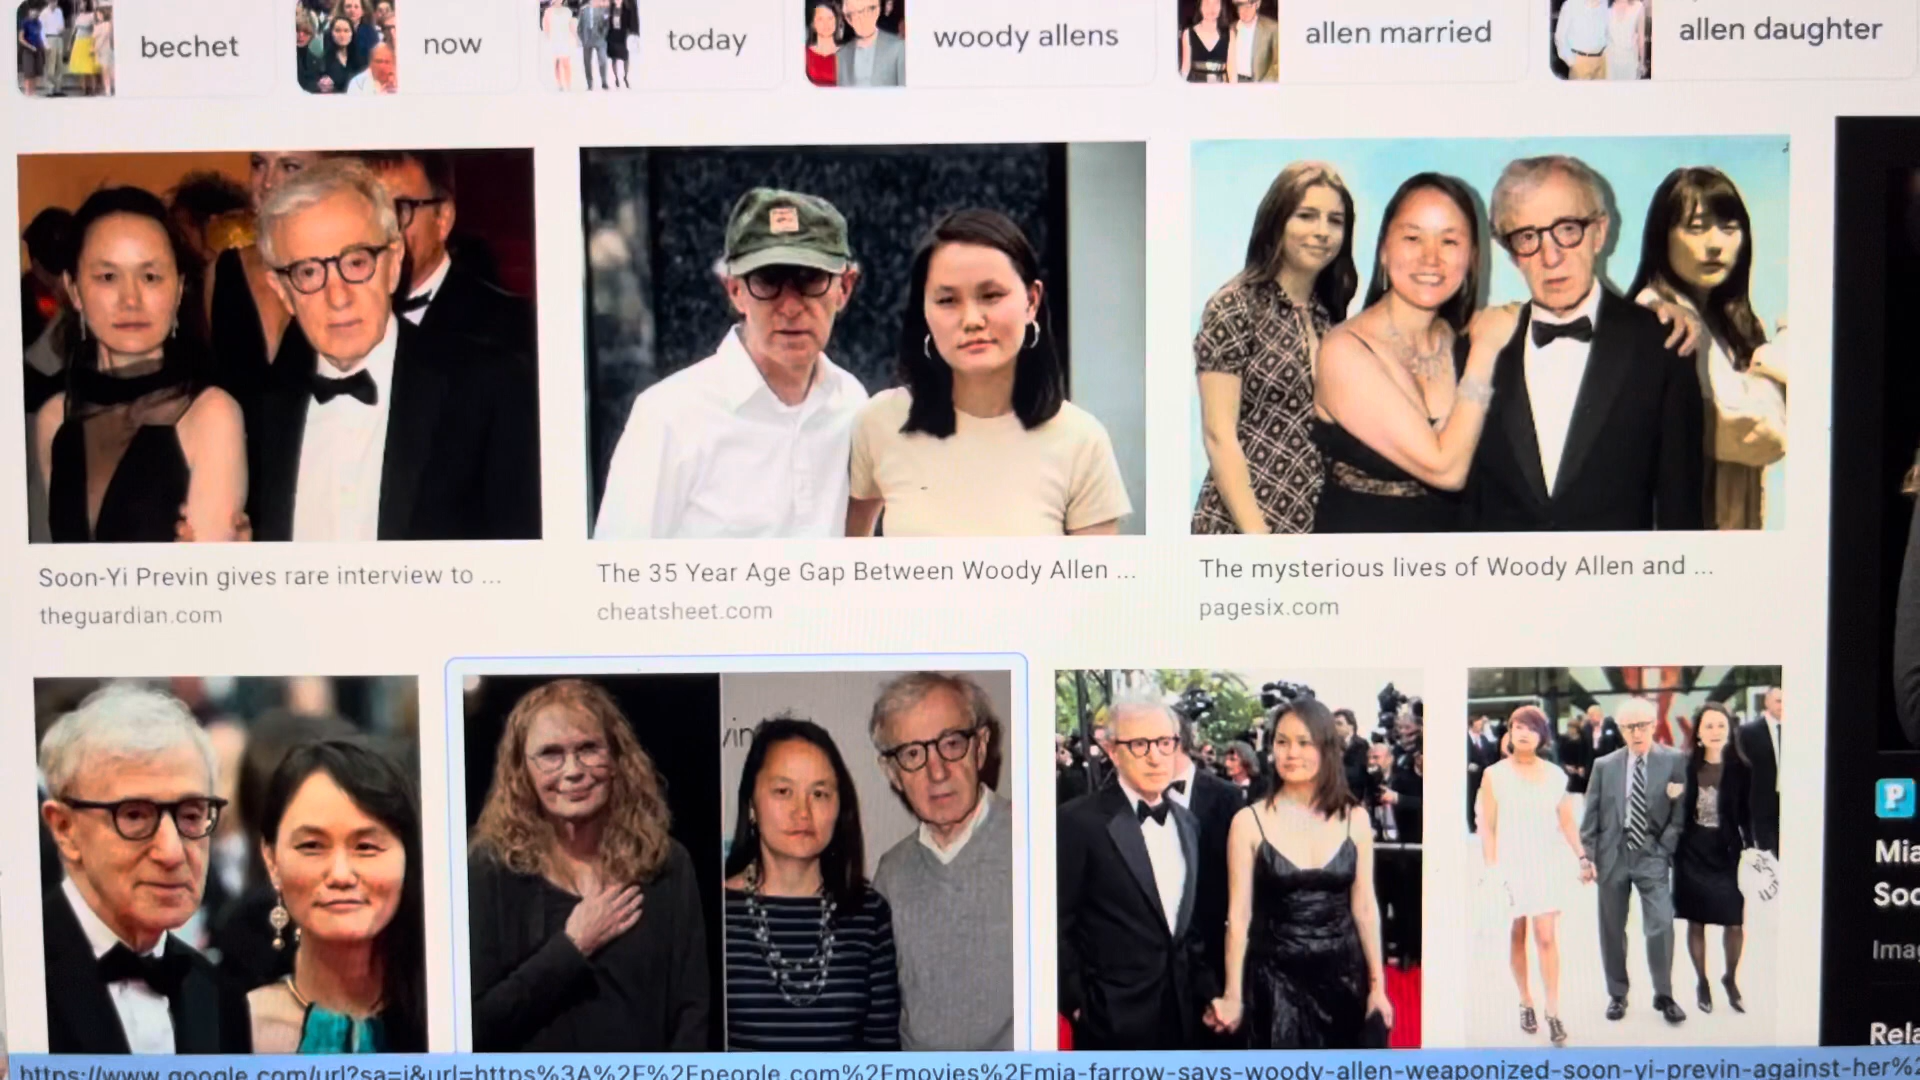 bechet
now
today
woody allens
allen married
allen daughter
Soon-Yi Previn gives rare interview to ...
theguardian.com
The 35 Year Age Gap Between Woody Allen ...
cheatsheet.com
The mysterious lives of Woody Allen and ...
pagesix.com
vin
P
Mia
Soo
Imag
Rela
https://www.google.com/url?sa=i&url=https%3A%2F%2Fpeople.com%2Fmovies%2Fmia-farrow-says-woody-allen-weaponized-soon-yi-previn-against-her%2